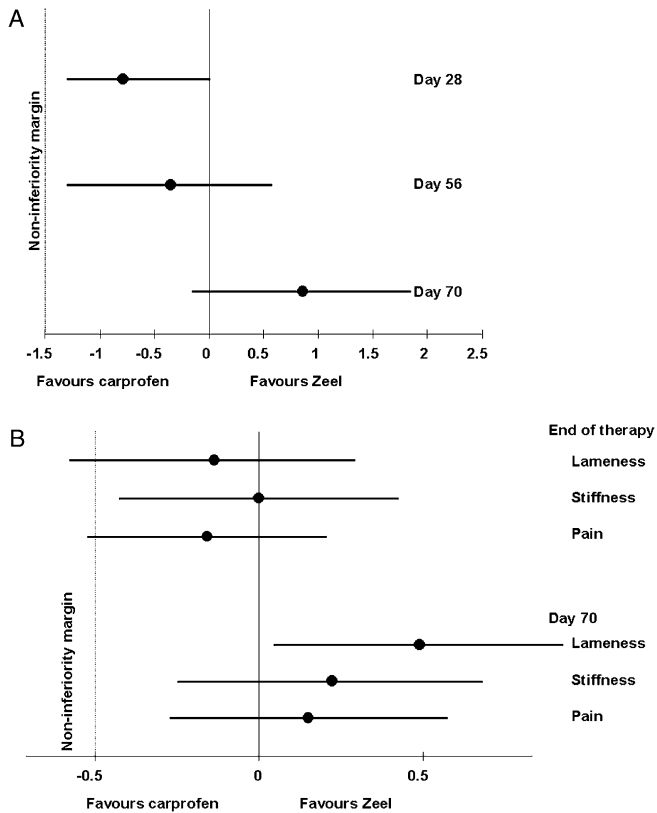 A
Non-inferiority margin
Day 28
Day 56
Day 70
-1.5 -1 -0.5 0 0.5 1 1.5 2 2.5
Favours carprofen Favours Zeel
B
End of therapy
Lameness
Stiffness
Pain
Non-inferiority margin
Day 70
Lameness
Stiffness
Pain
-0.5 0 0.5
Favours carprofen Favours Zeel